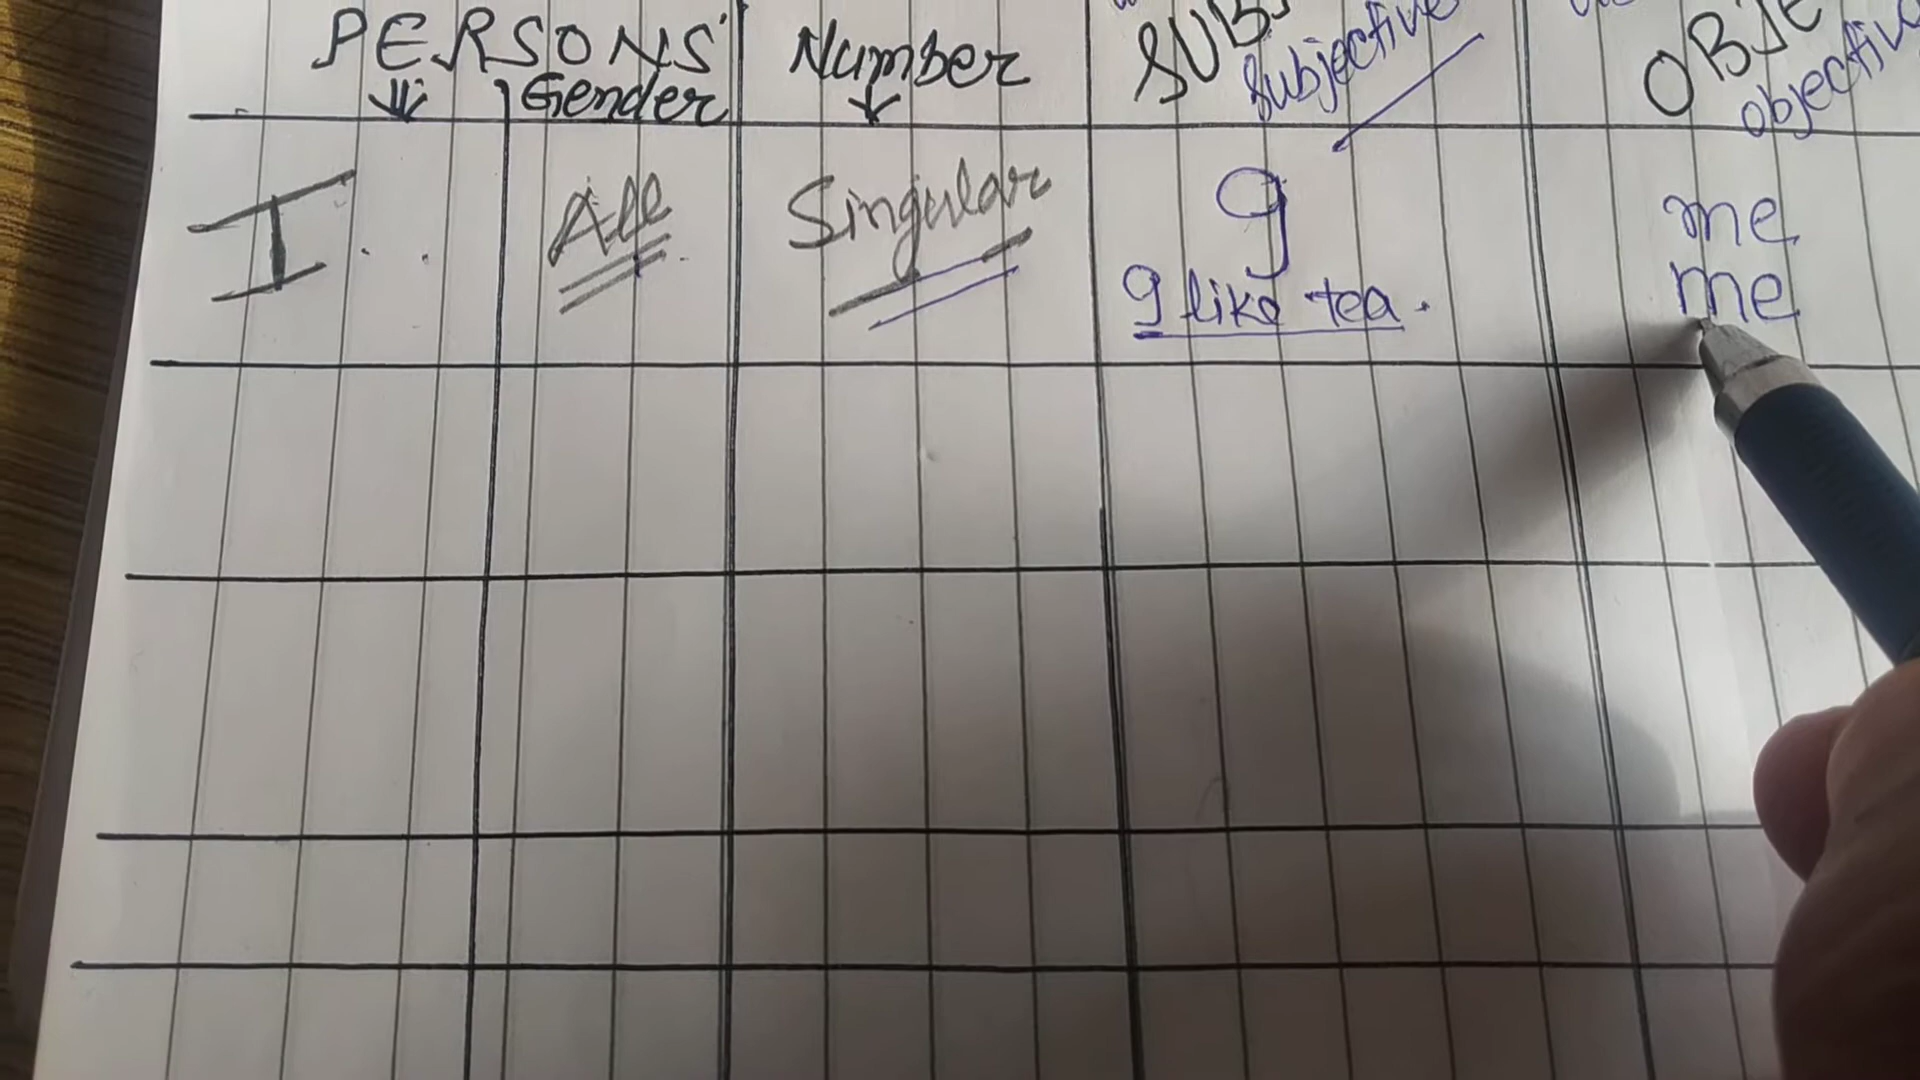 PERSONS Number SUB OBJE
Gender subjective objective
I All Singular I me
I like tea. me